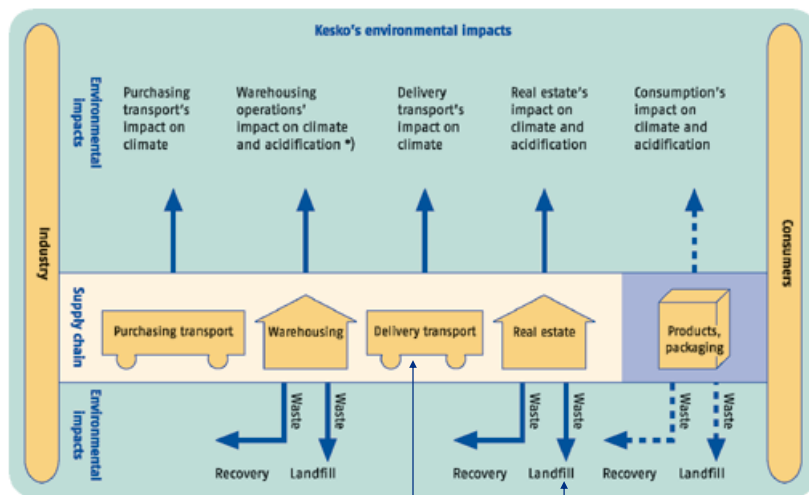 Kesko's environmental impacts
Industry
Environmental
impacts
Purchasing
transport's
impact on
climate
Warehousing
operations'
impact on climate
and acidification *)
Delivery
transport's
impact on
climate
Real estate's
impact on
climate and
acidification
Consumption's
impact on
climate and
acidification
Consumers
Supply chain
Purchasing transport
Warehousing
Delivery transport
Real estate
Products,
packaging
Environmental
impacts
Waste
Waste
Waste
Waste
Waste
Waste
Recovery
Landfill
Recovery
Landfill
Recovery
Landfill